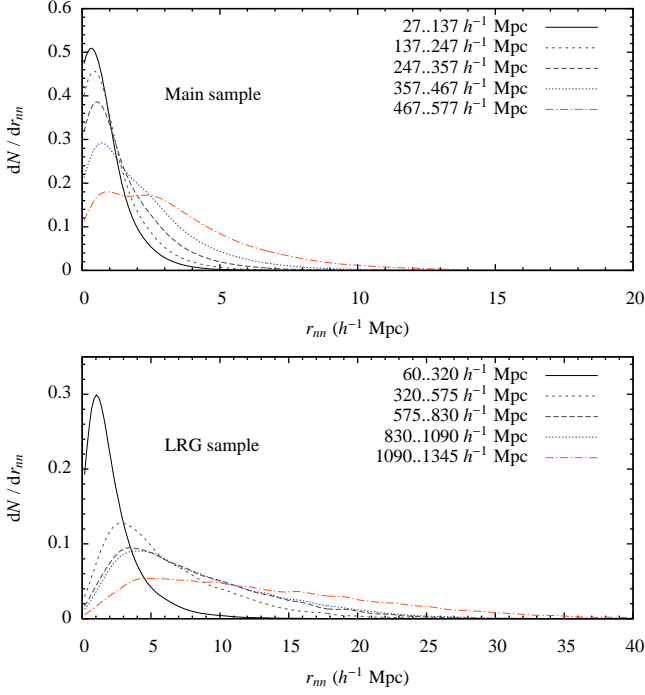 0.6
0.5
0.4
0.3
0.2
0.1
0
dN / dr_nn
27..137 h⁻¹ Mpc
137..247 h⁻¹ Mpc
247..357 h⁻¹ Mpc
357..467 h⁻¹ Mpc
467..577 h⁻¹ Mpc
Main sample
0 5 10 15 20
r_nn (h⁻¹ Mpc)
0.3
0.2
0.1
0
dN / dr_nn
60..320 h⁻¹ Mpc
320..575 h⁻¹ Mpc
575..830 h⁻¹ Mpc
830..1090 h⁻¹ Mpc
1090..1345 h⁻¹ Mpc
LRG sample
0 5 10 15 20 25 30 35 40
r_nn (h⁻¹ Mpc)